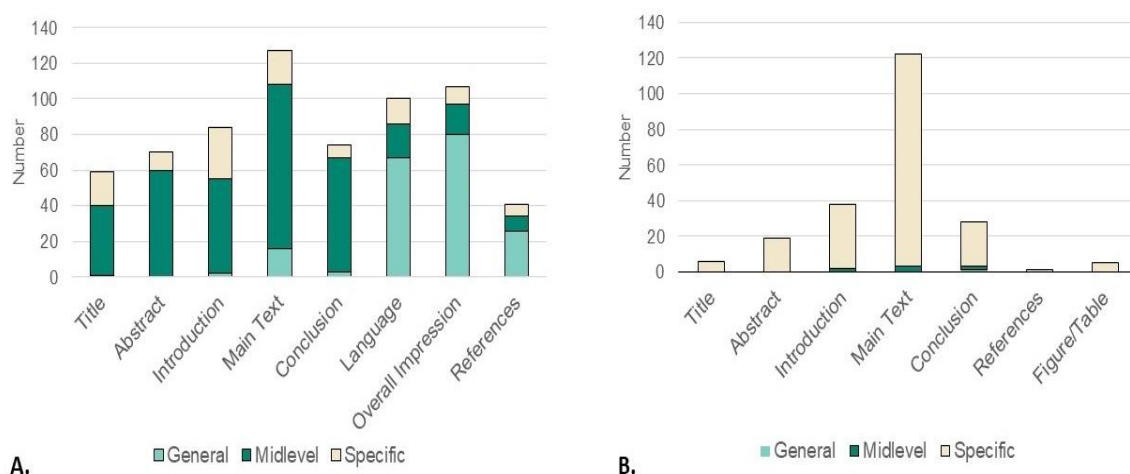 140
120
100
80
60
40
20
0
Number
Title
Abstract
Introduction
Main Text
Conclusion
Language
Overall Impression
References
General Midlevel Specific
A.
140
120
100
80
60
40
20
0
Number
Title
Abstract
Introduction
Main Text
Conclusion
References
Figure/Table
General Midlevel Specific
B.